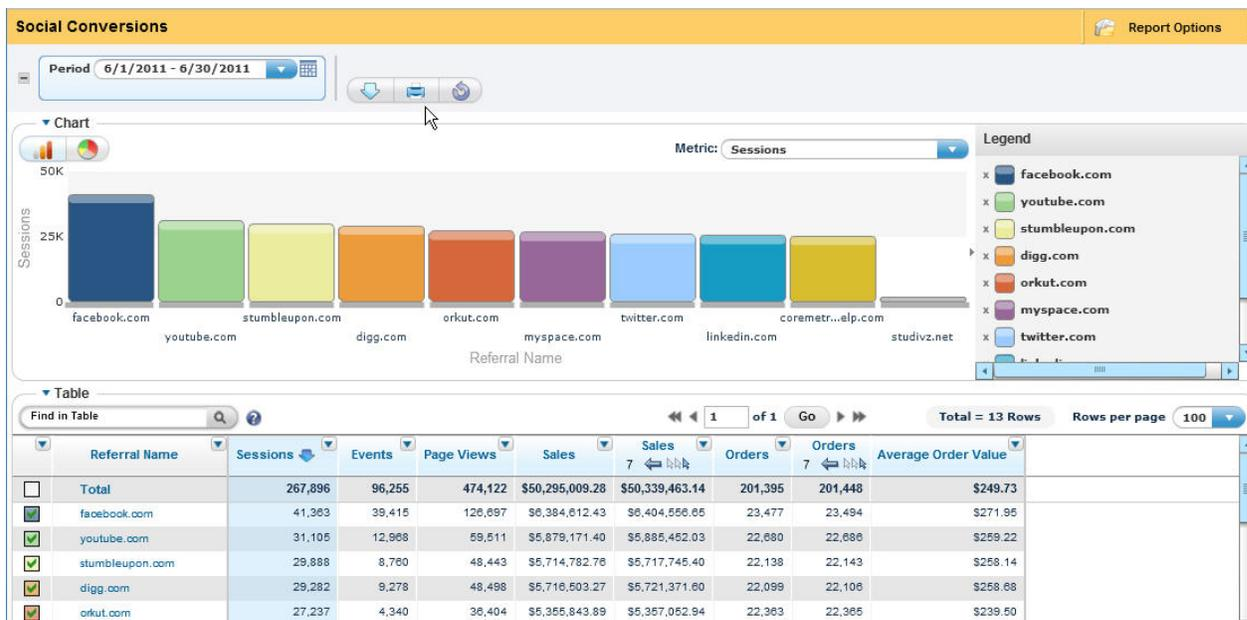 Social Conversions
Report Options
Period 6/1/2011 - 6/30/2011
Chart
Metric: Sessions
Legend
50K
25K
0
Sessions
facebook.com
youtube.com
stumbleupon.com
digg.com
orkut.com
myspace.com
twitter.com
linkedin.com
coremetr...elp.com
studivz.net
Referral Name
x facebook.com
x youtube.com
x stumbleupon.com
x digg.com
x orkut.com
x myspace.com
x twitter.com
Table
Find in Table
1 of 1 Go
Total = 13 Rows
Rows per page 100
Referral Name Sessions Events Page Views Sales Sales 7 Orders Orders 7 Average Order Value
Total 267,896 96,255 474,122 $50,295,009.28 $50,339,463.14 201,395 201,448 $249.73
facebook.com 41,363 39,415 126,697 $6,384,612.43 $6,404,556.65 23,477 23,494 $271.95
youtube.com 31,105 12,968 59,511 $5,879,171.40 $5,885,452.03 22,680 22,686 $259.22
stumbleupon.com 29,888 8,760 48,443 $5,714,782.76 $5,717,745.40 22,138 22,143 $258.14
digg.com 29,282 9,278 48,498 $5,716,503.27 $5,721,371.60 22,099 22,106 $258.68
orkut.com 27,237 4,340 36,404 $5,355,843.89 $5,357,052.94 22,363 22,365 $239.50